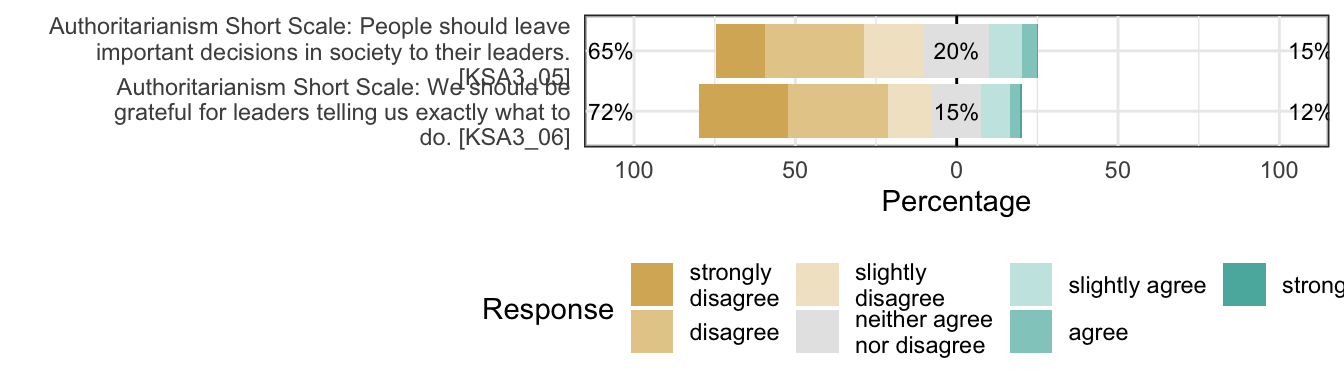 Authoritarianism Short Scale: People should leave
important decisions in society to their leaders.
[KSA3_05]
65%
20%
15%
Authoritarianism Short Scale: We should be
grateful for leaders telling us exactly what to
do. [KSA3_06]
72%
15%
12%
100
50
0
50
100
Percentage
Response
strongly
disagree
disagree
slightly
disagree
neither agree
nor disagree
slightly agree
agree
strong